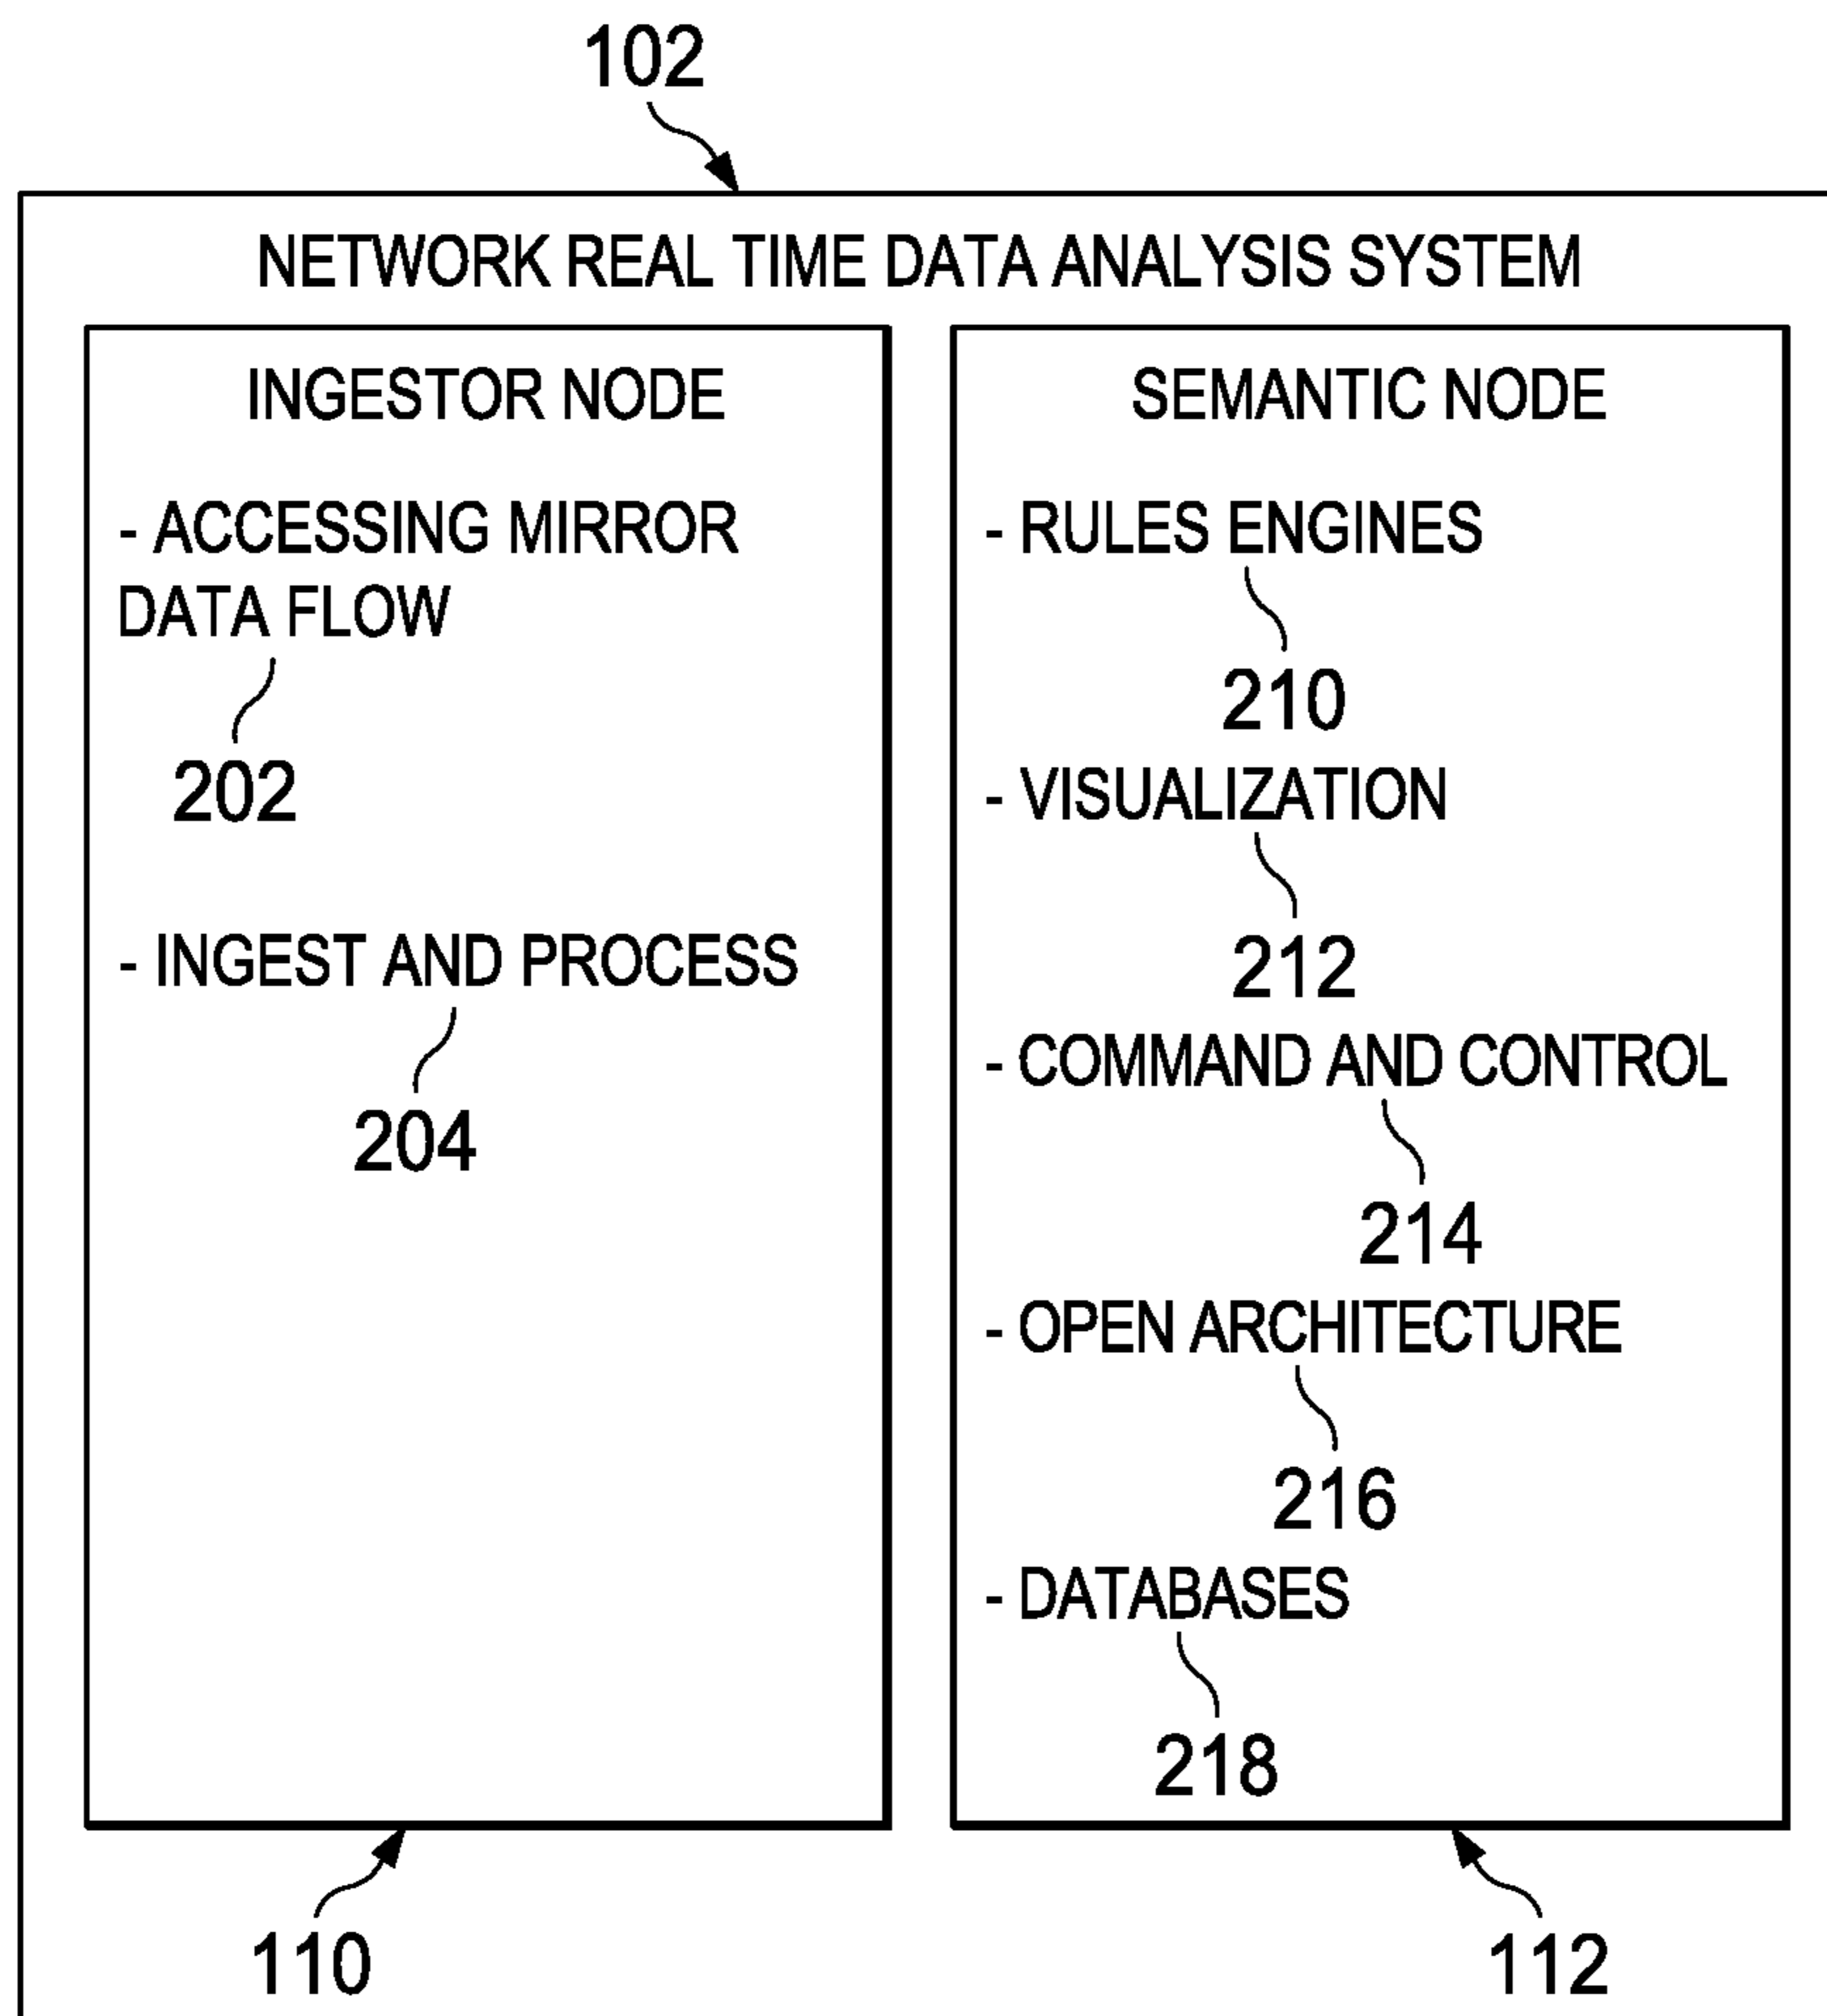 102
NETWORK REAL TIME DATA ANALYSIS SYSTEM
INGESTOR NODE
- ACCESSING MIRROR
DATA FLOW
202
- INGEST AND PROCESS
204
110
SEMANTIC NODE
- RULES ENGINES
210
- VISUALIZATION
212
- COMMAND AND CONTROL
214
- OPEN ARCHITECTURE
216
- DATABASES
218
112